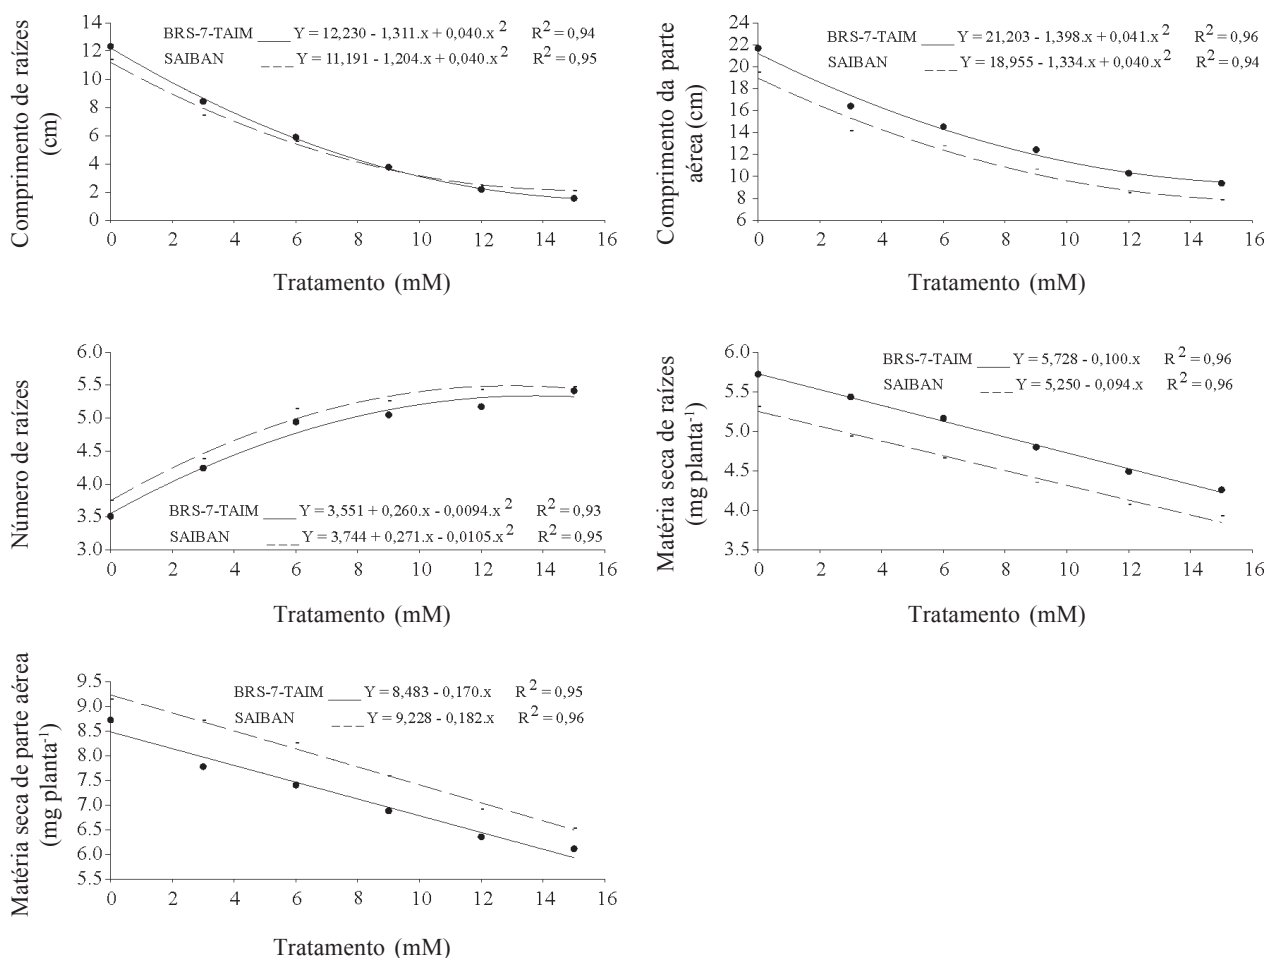 Comprimento de raízes
(cm)
14
12
10
8
6
4
2
0
BRS-7-TAIM ____ Y = 12,230 - 1,311.x + 0,040.x² R² = 0,94
SAIBAN _ _ _ Y = 11,191 - 1,204.x + 0,040.x² R² = 0,95
0 2 4 6 8 10 12 14 16
Tratamento (mM)
Comprimento da parte
aérea (cm)
24
22
20
18
16
14
12
10
8
6
BRS-7-TAIM ____ Y = 21,203 - 1,398.x + 0,041.x² R² = 0,96
SAIBAN _ _ _ Y = 18,955 - 1,334.x + 0,040.x² R² = 0,94
0 2 4 6 8 10 12 14 16
Tratamento (mM)
Número de raízes
6.0
5.5
5.0
4.5
4.0
3.5
3.0
BRS-7-TAIM ____ Y = 3,551 + 0,260.x - 0,0094.x² R² = 0,93
SAIBAN _ _ _ Y = 3,744 + 0,271.x - 0,0105.x² R² = 0,95
0 2 4 6 8 10 12 14 16
Tratamento (mM)
Matéria seca de raízes
(mg planta⁻¹)
6.0
5.5
5.0
4.5
4.0
3.5
BRS-7-TAIM ____ Y = 5,728 - 0,100.x R² = 0,96
SAIBAN _ _ _ Y = 5,250 - 0,094.x R² = 0,96
0 2 4 6 8 10 12 14 16
Tratamento (mM)
Matéria seca de parte aérea
(mg planta⁻¹)
9.5
9.0
8.5
8.0
7.5
7.0
6.5
6.0
5.5
BRS-7-TAIM ____ Y = 8,483 - 0,170.x R² = 0,95
SAIBAN _ _ _ Y = 9,228 - 0,182.x R² = 0,96
0 2 4 6 8 10 12 14 16
Tratamento (mM)